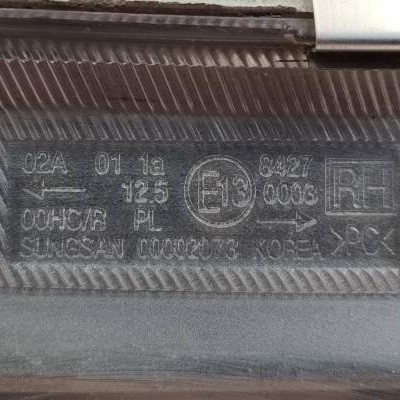 02A 01 1a E13 8427 RH
← 12.5 0003 →
00HC/R PL
SUNGSAN 00002073 KOREA >PC<